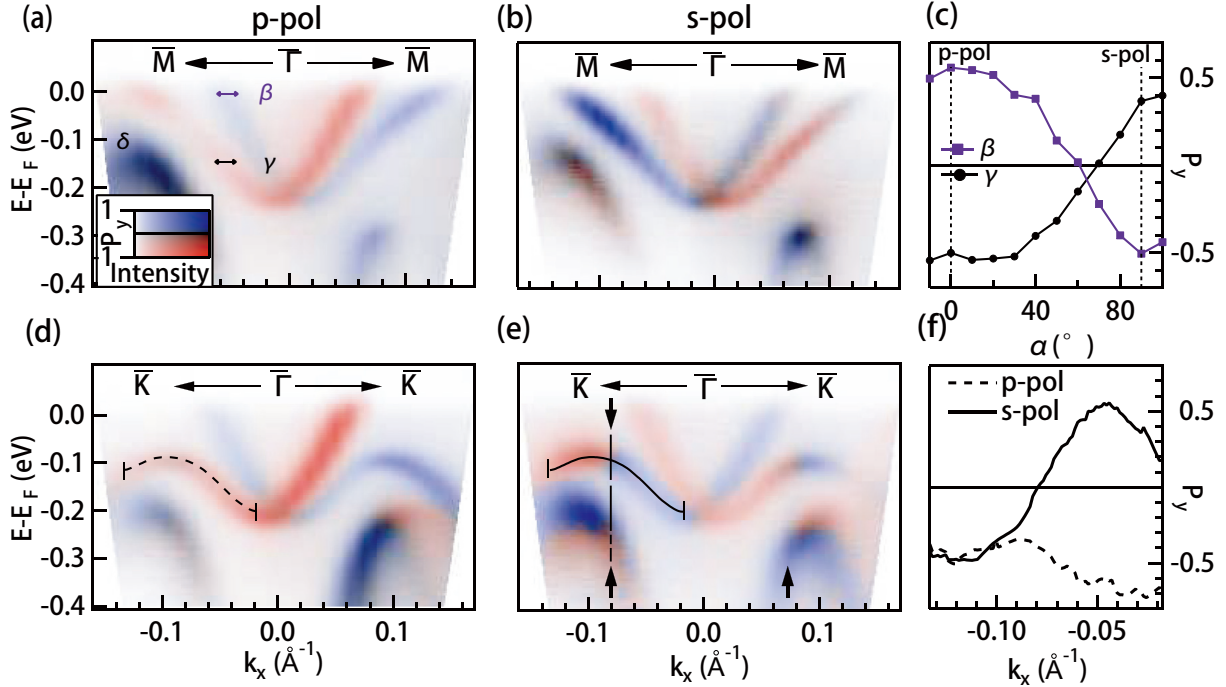 (a)
p-pol
(b)
s-pol
(c)
M̅
Γ̅
M̅
M̅
Γ̅
M̅
p-pol
s-pol
0.0
-0.1
-0.2
-0.3
-0.4
E-E F (eV)
β
δ
γ
1
P y
-1
Intensity
0.5
-0.5
P y
β
γ
0
40
80
α (°)
(d)
(e)
(f)
K̅
Γ̅
K̅
K̅
Γ̅
K̅
p-pol
s-pol
0.0
-0.1
-0.2
-0.3
-0.4
E-E F (eV)
0.5
-0.5
P y
-0.1
0.0
0.1
kx (Å-1)
-0.1
0.0
0.1
kx (Å-1)
-0.10
-0.05
kx (Å-1)